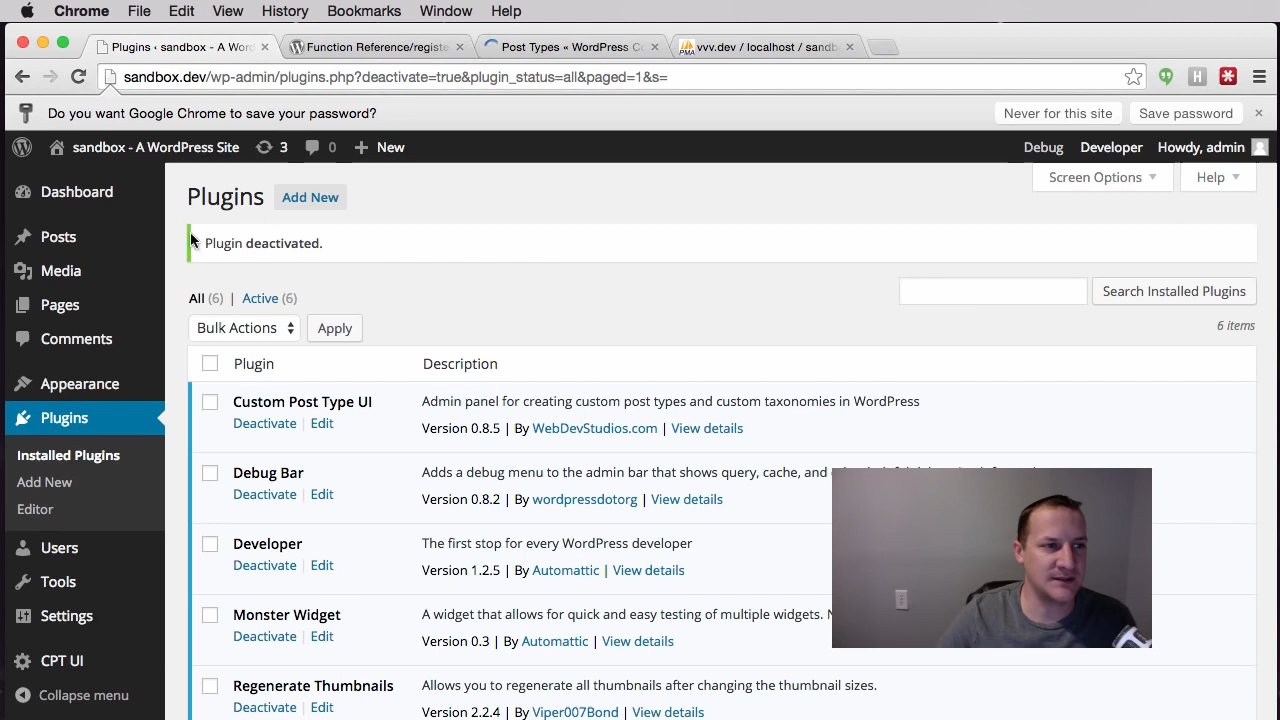 Chrome File Edit View History Bookmarks Window Help
Plugins ‹ sandbox - A Wor × Function Reference/registe × Post Types « WordPress C × vvv.dev / localhost / sandb ×
sandbox.dev/wp-admin/plugins.php?deactivate=true&plugin_status=all&paged=1&s=
Do you want Google Chrome to save your password? Never for this site Save password ×
sandbox - A WordPress Site 3 0 + New Debug Developer Howdy, admin
Screen Options Help
Plugins Add New
Plugin deactivated.
All (6) | Active (6)
Search Installed Plugins
Bulk Actions Apply
6 items
Plugin Description
Custom Post Type UI Admin panel for creating custom post types and custom taxonomies in WordPress
Deactivate | Edit Version 0.8.5 | By WebDevStudios.com | View details
Debug Bar Adds a debug menu to the admin bar that shows query, cache, and
Deactivate | Edit Version 0.8.2 | By wordpressdotorg | View details
Developer The first stop for every WordPress developer
Deactivate | Edit Version 1.2.5 | By Automattic | View details
Monster Widget A widget that allows for quick and easy testing of multiple widgets.
Deactivate | Edit Version 0.3 | By Automattic | View details
Regenerate Thumbnails Allows you to regenerate all thumbnails after changing the thumbnail sizes.
Deactivate | Edit Version 2.2.4 | By Viper007Bond | View details
Dashboard
Posts
Media
Pages
Comments
Appearance
Plugins
Installed Plugins
Add New
Editor
Users
Tools
Settings
CPT UI
Collapse menu